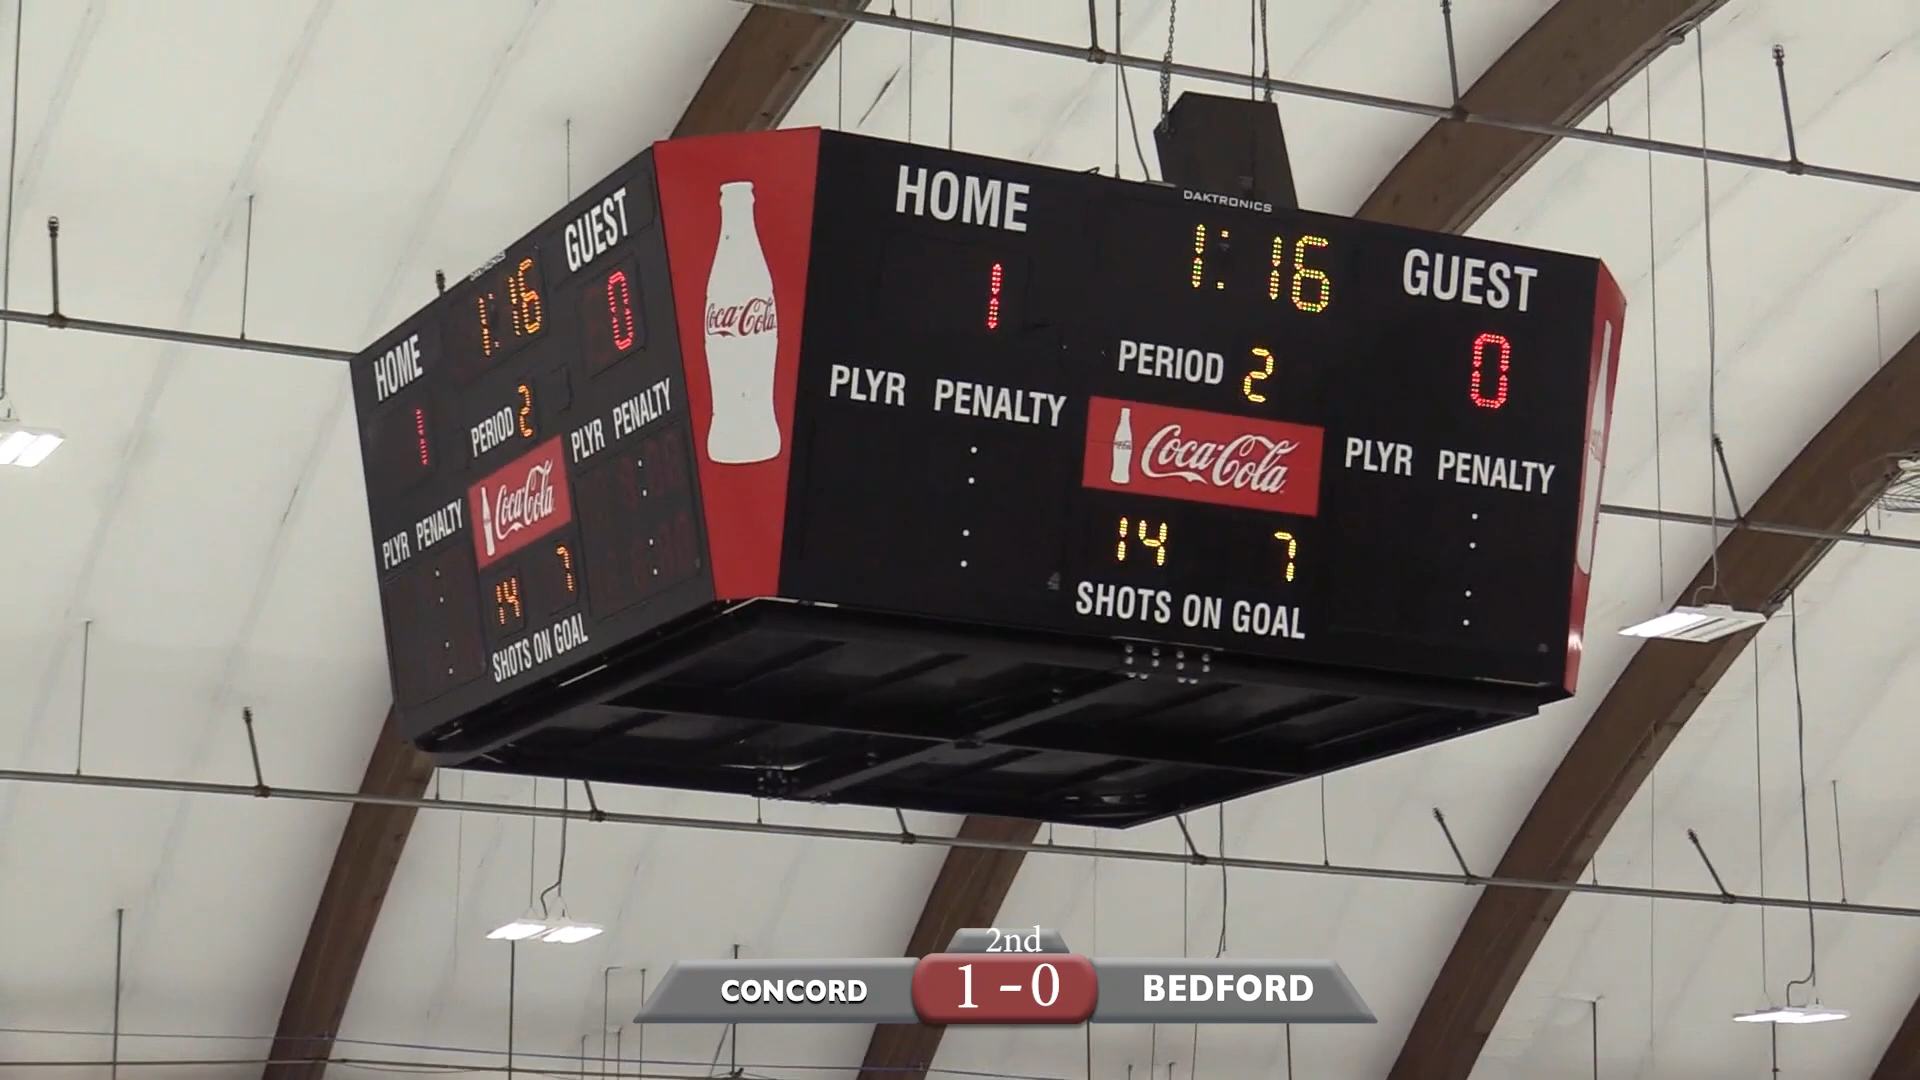 DAKTRONICS
HOME 1:16 GUEST
1 0
PERIOD 2
PLYR PENALTY PLYR PENALTY
Coca-Cola
14 7
SHOTS ON GOAL
Coca-Cola
DAKTRONICS
HOME 1:16 GUEST
1 0
PERIOD 2
PLYR PENALTY PLYR PENALTY
Coca-Cola
14 7
SHOTS ON GOAL
2nd
CONCORD 1 - 0 BEDFORD